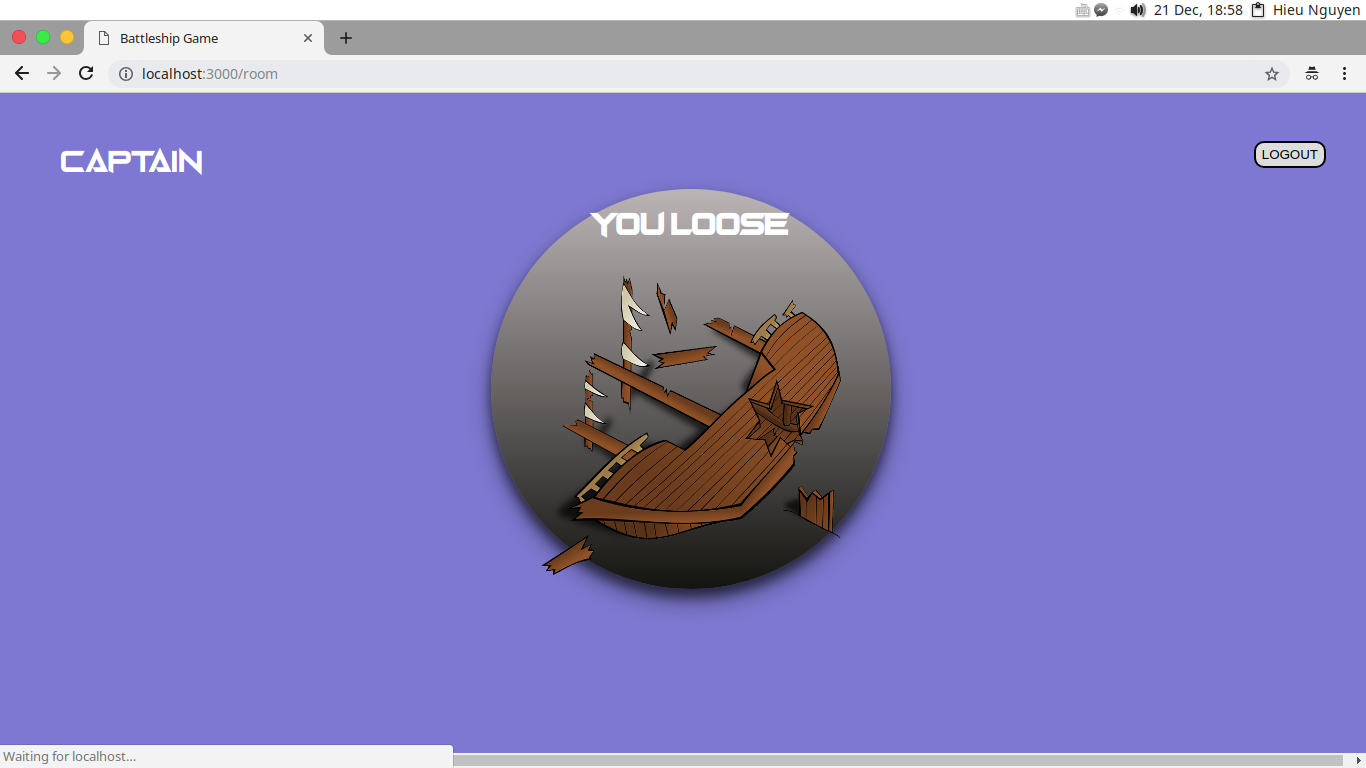 21 Dec, 18:58 Hieu Nguyen
Battleship Game
localhost:3000/room
CAPTAIN
LOGOUT
YOU LOOSE
Waiting for localhost...